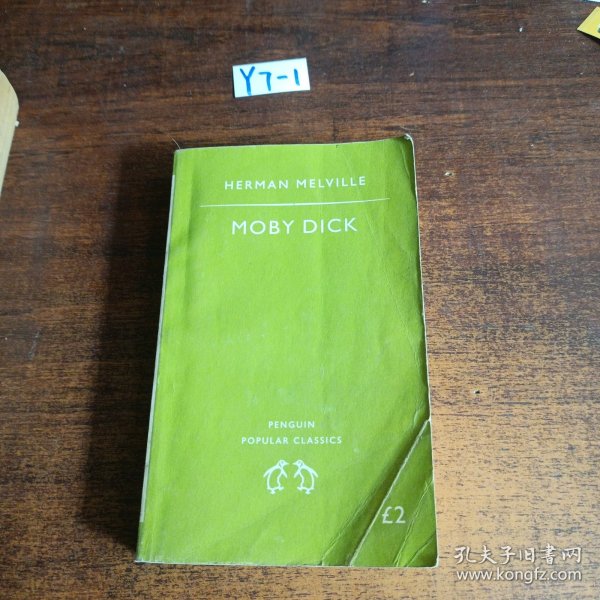 Y7-1
HERMAN MELVILLE
MOBY DICK
PENGUIN
POPULAR CLASSICS
£2
孔夫子旧书网
www.kongfz.com